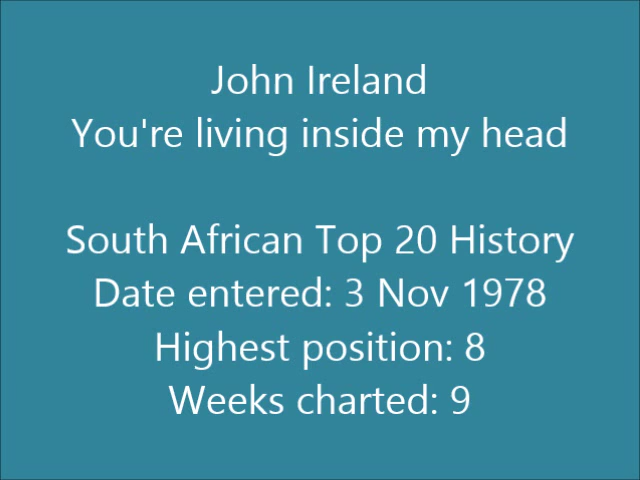 John Ireland
You're living inside my head
South African Top 20 History
Date entered: 3 Nov 1978
Highest position: 8
Weeks charted: 9